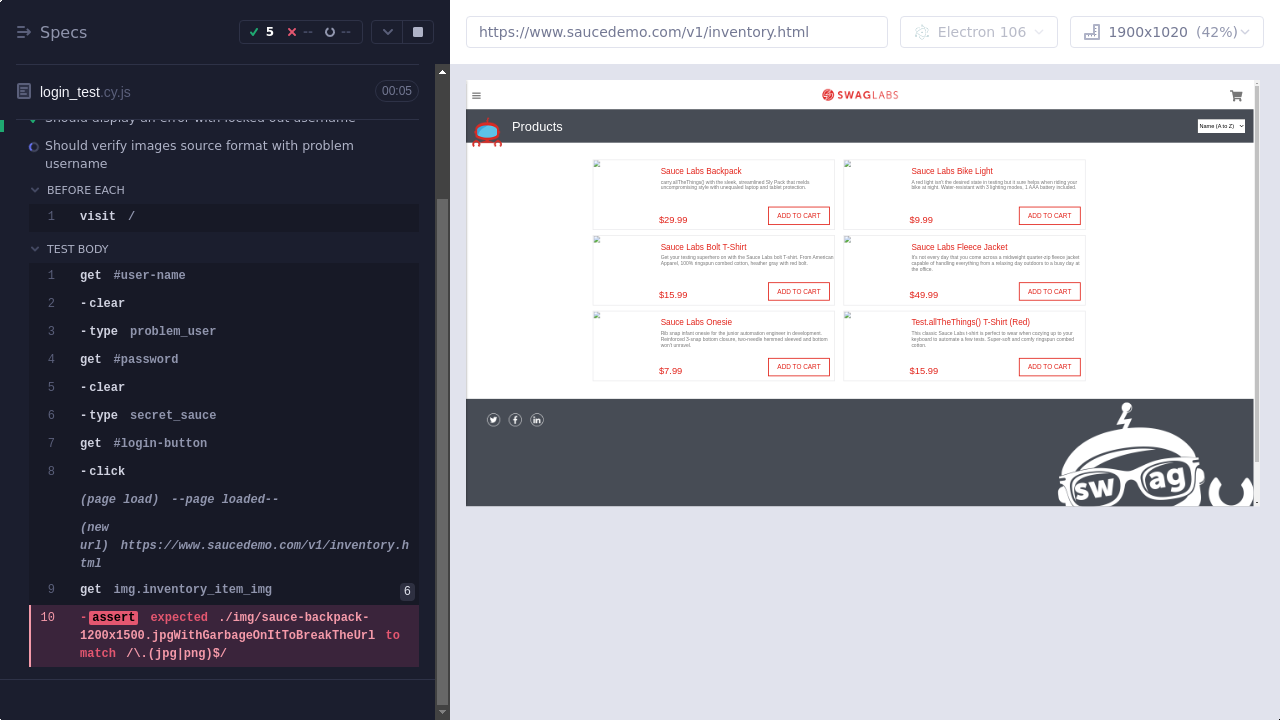 Specs
5
--
--
login_test.cy.js
00:05
Should display an error with locked out username
Should verify images source format with problem
username
BEFORE EACH
1 visit /
TEST BODY
1 get #user-name
2 -clear
3 -type problem_user
4 get #password
5 -clear
6 -type secret_sauce
7 get #login-button
8 -click
(page load) --page loaded--
(new
url) https://www.saucedemo.com/v1/inventory.h
tml
9 get img.inventory_item_img 6
10 -assert expected ./img/sauce-backpack-
1200x1500.jpgWithGarbageOnItToBreakTheUrl to
match /\.(jpg|png)$/
https://www.saucedemo.com/v1/inventory.html
Electron 106
1900x1020 (42%)
SWAGLABS
Products
Name (A to Z)
Sauce Labs Backpack
carry.allTheThings() with the sleek, streamlined Sly Pack that melds
uncompromising style with unequaled laptop and tablet protection.
$29.99
ADD TO CART
Sauce Labs Bike Light
A red light isn't the desired state in testing but it sure helps when riding your
bike at night. Water-resistant with 3 lighting modes, 1 AAA battery included.
$9.99
ADD TO CART
Sauce Labs Bolt T-Shirt
Get your testing superhero on with the Sauce Labs bolt T-shirt. From American
Apparel, 100% ringspun combed cotton, heather gray with red bolt.
$15.99
ADD TO CART
Sauce Labs Fleece Jacket
It's not every day that you come across a midweight quarter-zip fleece jacket
capable of handling everything from a relaxing day outdoors to a busy day at
the office.
$49.99
ADD TO CART
Sauce Labs Onesie
Rib snap infant onesie for the junior automation engineer in development.
Reinforced 3-snap bottom closure, two-needle hemmed sleeved and bottom
won't unravel.
$7.99
ADD TO CART
Test.allTheThings() T-Shirt (Red)
This classic Sauce Labs t-shirt is perfect to wear when cozying up to your
keyboard to automate a few tests. Super-soft and comfy ringspun combed
cotton.
$15.99
ADD TO CART
sw ag